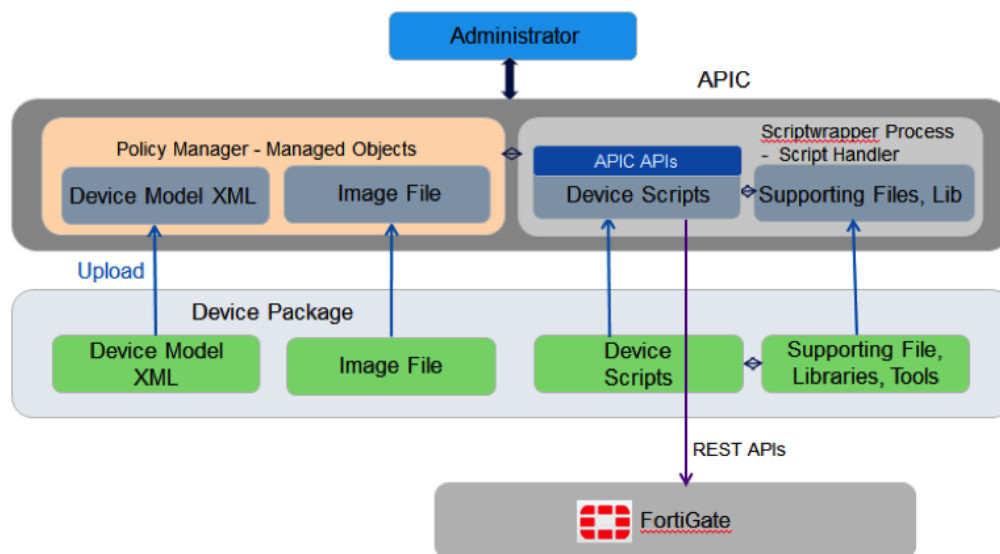 Administrator
APIC
Policy Manager - Managed Objects
Scriptwrapper Process
- Script Handler
APIC APIs
Device Model XML
Image File
Device Scripts
Supporting Files, Lib
Upload
Device Package
Device Model
XML
Image File
Device
Scripts
Supporting File,
Libraries, Tools
REST APIs
FortiGate